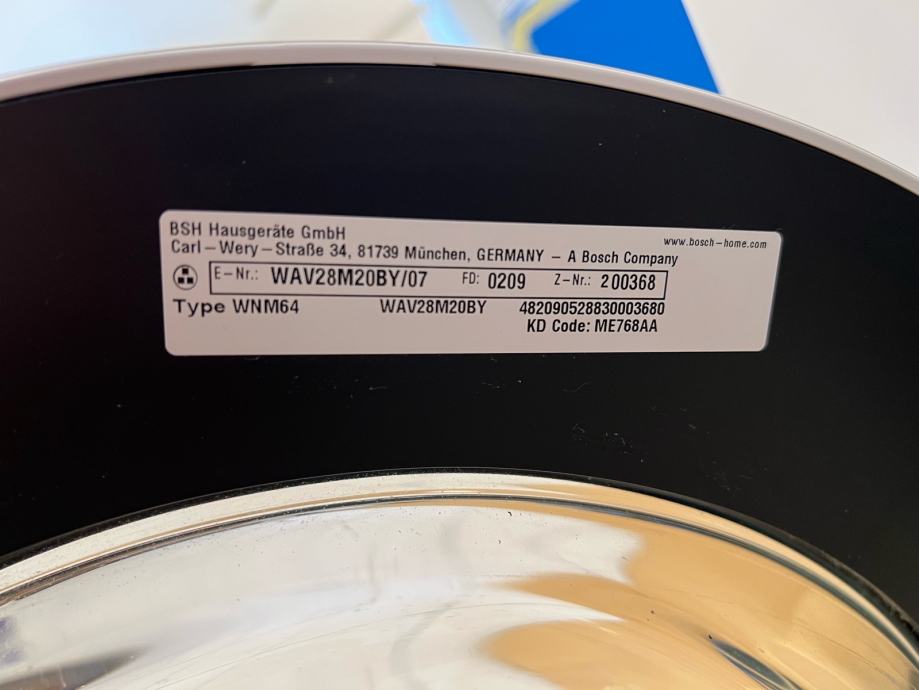 BSH Hausgeräte GmbH
www.bosch-home.com
Carl-Wery-Straße 34, 81739 München, GERMANY - A Bosch Company
E-Nr.: WAV28M20BY/07 FD: 0209 Z-Nr.: 200368
Type WNM64 WAV28M20BY 482090528830003680
KD Code: ME768AA